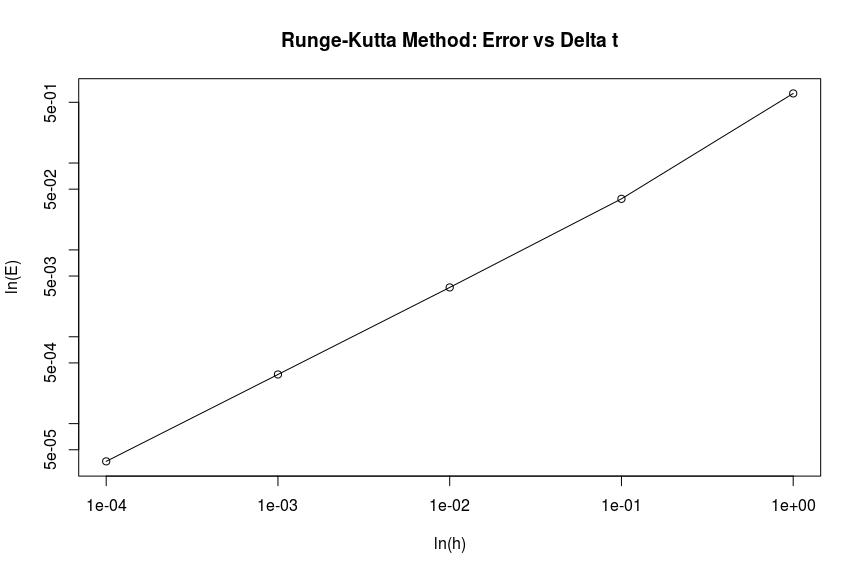 Runge-Kutta Method: Error vs Delta t
5e-01
5e-02
5e-03
5e-04
5e-05
ln(E)
1e-04 1e-03 1e-02 1e-01 1e+00
ln(h)